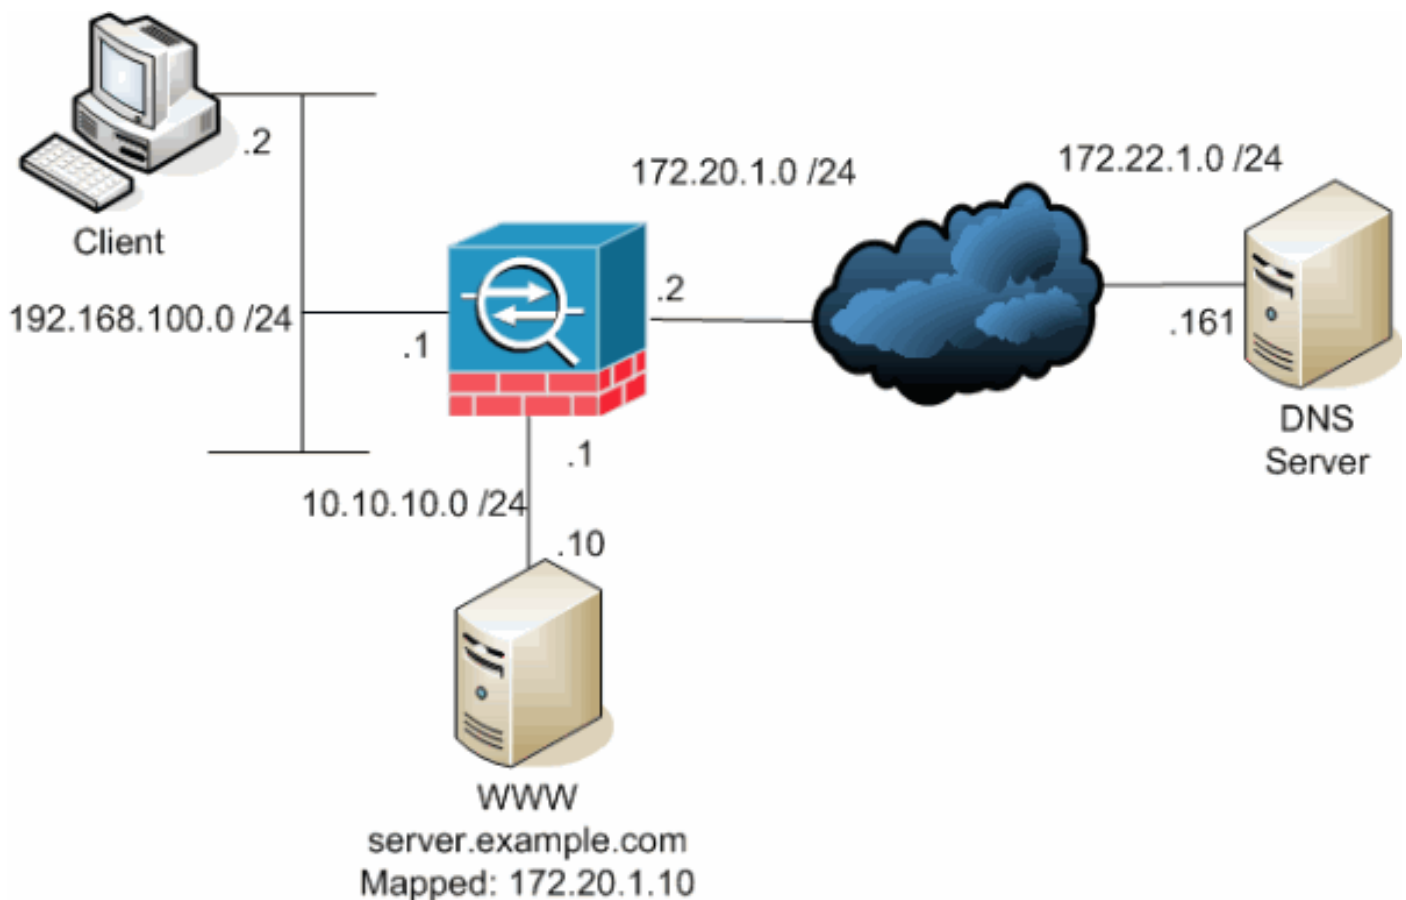 .2
Client
172.20.1.0 /24
172.22.1.0 /24
192.168.100.0 /24
.1
.2
.161
DNS
Server
.1
10.10.10.0 /24
.10
WWW
server.example.com
Mapped: 172.20.1.10